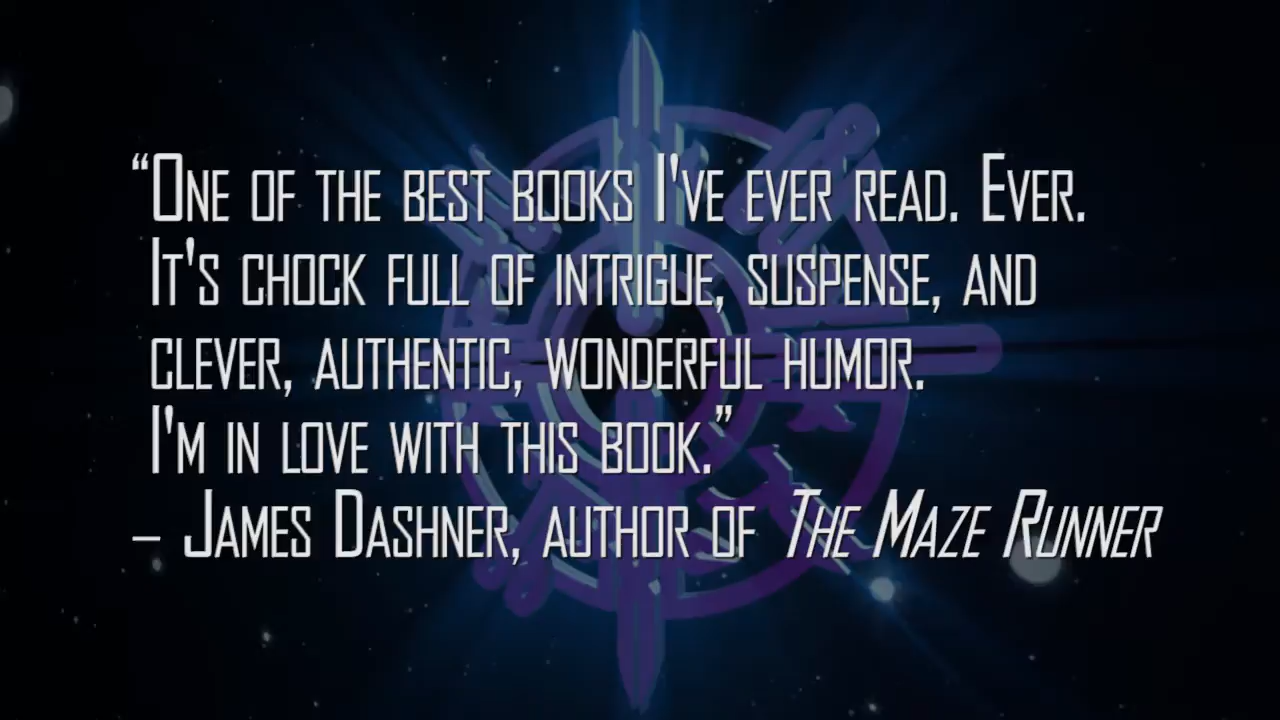 “One of the best books I've ever read. Ever.
It's chock full of intrigue, suspense, and
clever, authentic, wonderful humor.
I'm in love with this book.”
– James Dashner, author of The Maze Runner